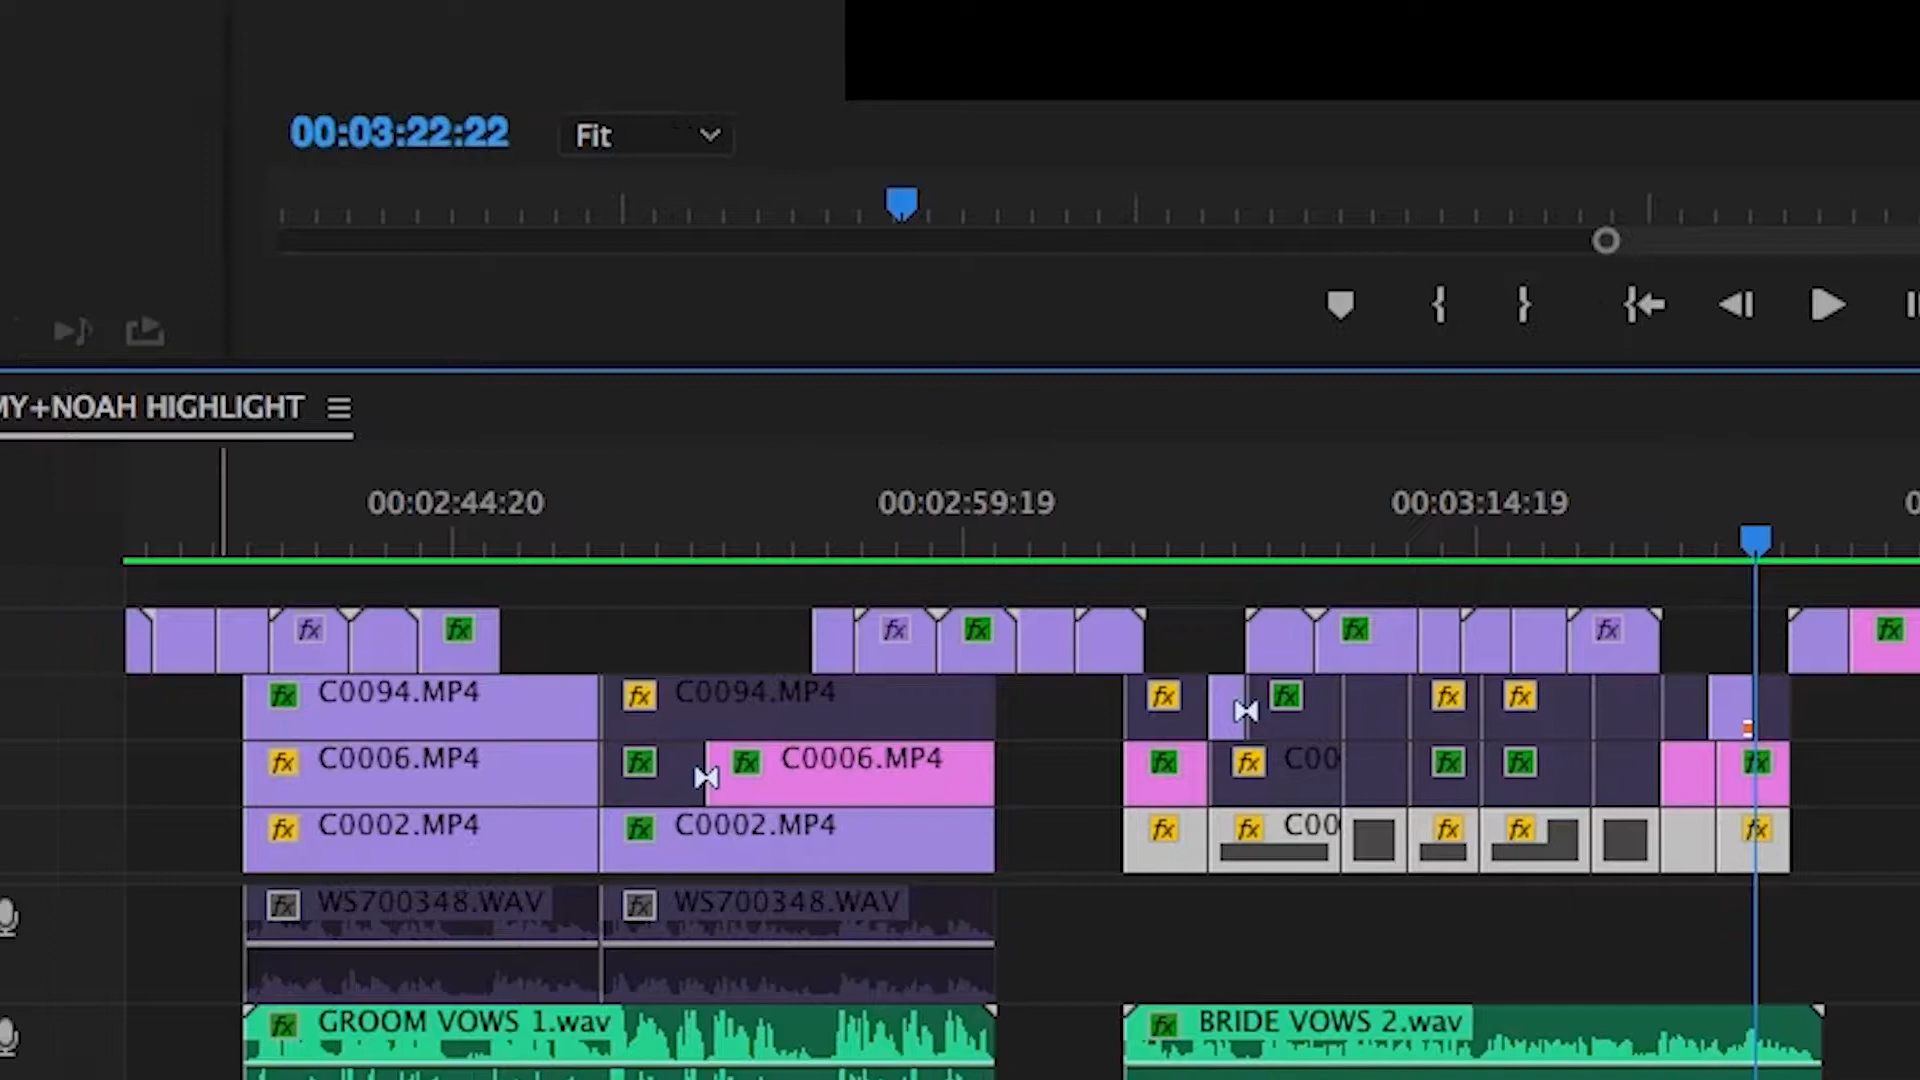 00:03:22:22 Fit
MY+NOAH HIGHLIGHT
00:02:44:20 00:02:59:19 00:03:14:19
fx fx fx fx fx fx fx
fx C0094.MP4 fx C0094.MP4 fx fx fx fx
fx C0006.MP4 fx fx C0006.MP4 fx fx C00 fx fx fx
fx C0002.MP4 fx C0002.MP4 fx fx C00 fx fx fx
fx WS700348.WAV fx WS700348.WAV
fx GROOM VOWS 1.wav fx BRIDE VOWS 2.wav